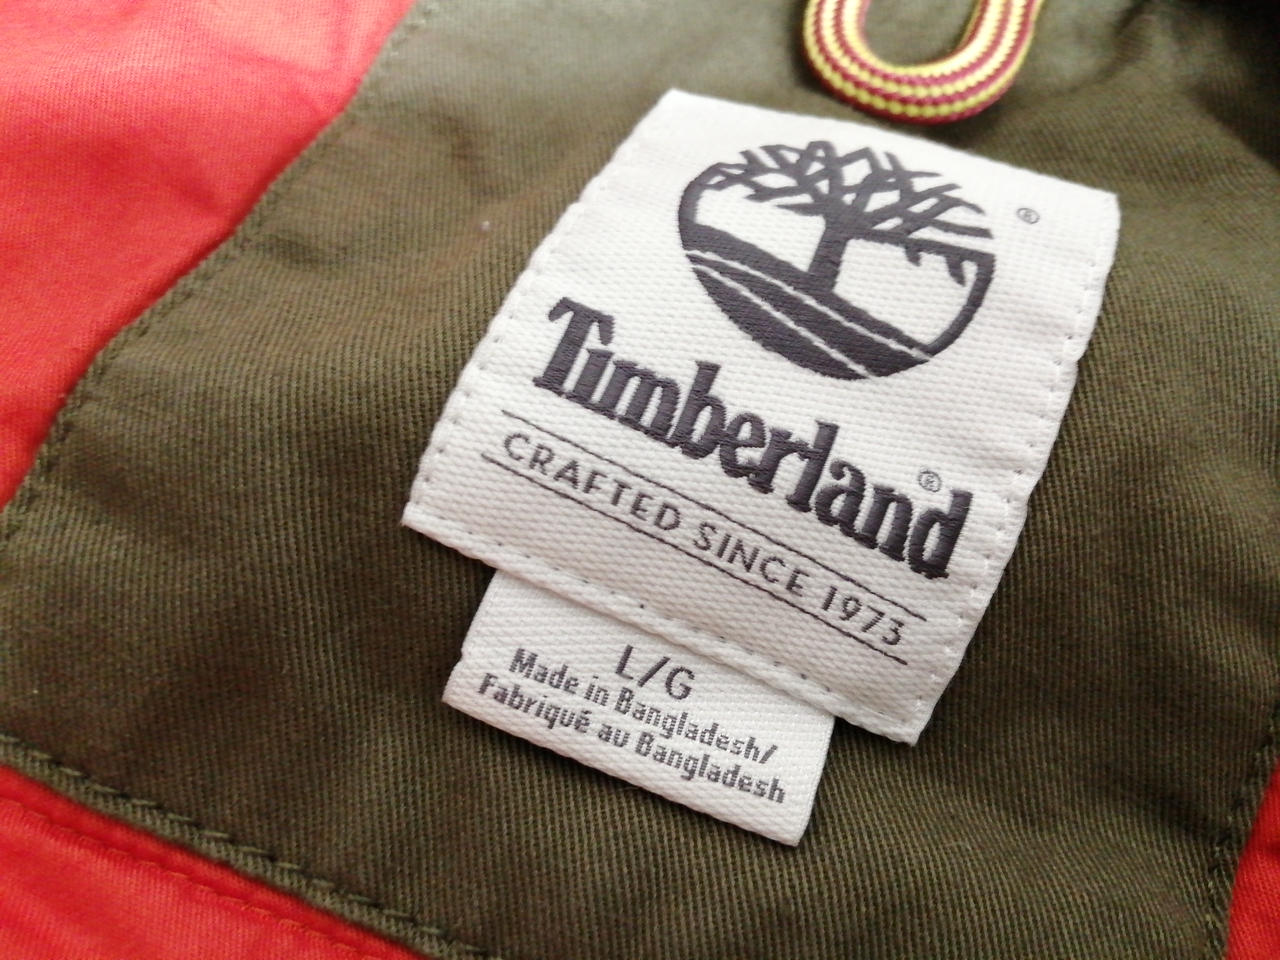 ®
Timberland®
CRAFTED SINCE 1973
L/G
Made in Bangladesh/
Fabriqué au Bangladesh